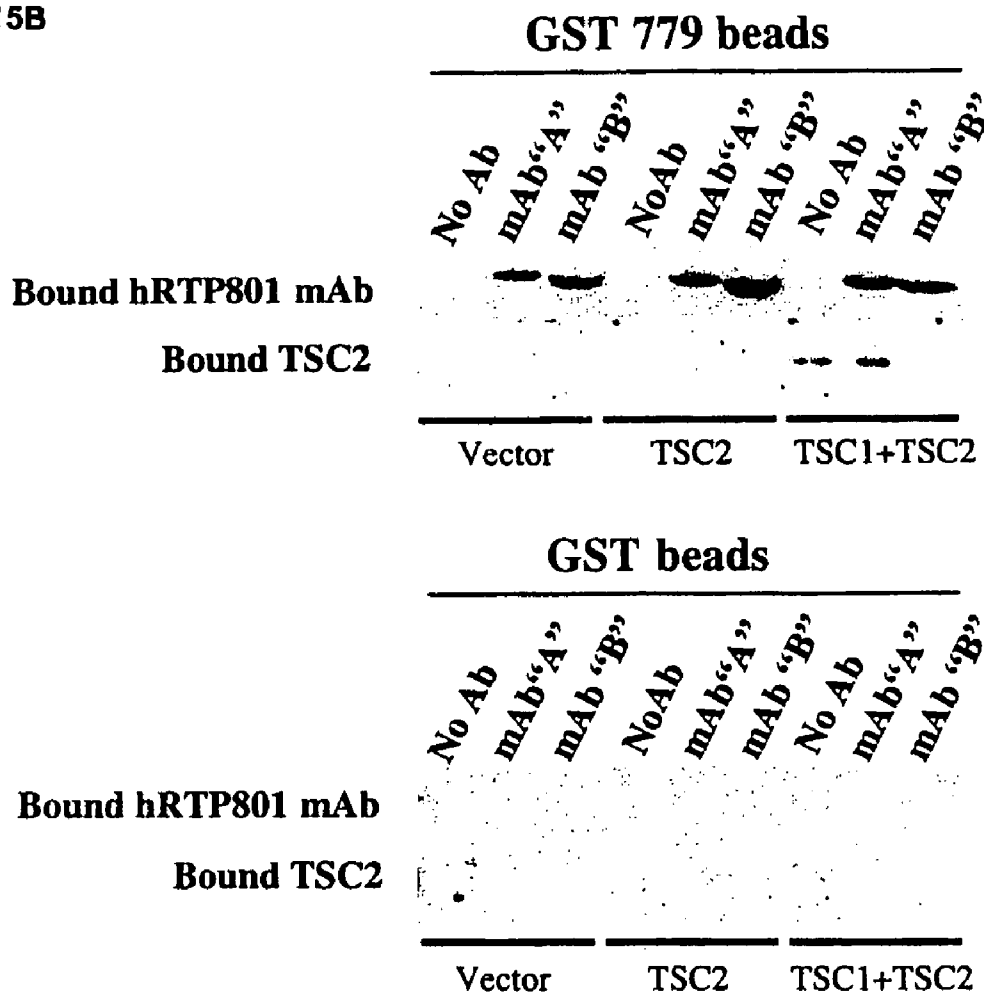 5B
GST 779 beads
No Ab mAb“A” mAb “B” NoAb mAb“A” mAb “B” No Ab mAb“A” mAb “B”
Bound hRTP801 mAb
Bound TSC2
Vector TSC2 TSC1+TSC2
GST beads
No Ab mAb“A” mAb “B” NoAb mAb“A” mAb “B” No Ab mAb“A” mAb “B”
Bound hRTP801 mAb
Bound TSC2
Vector TSC2 TSC1+TSC2